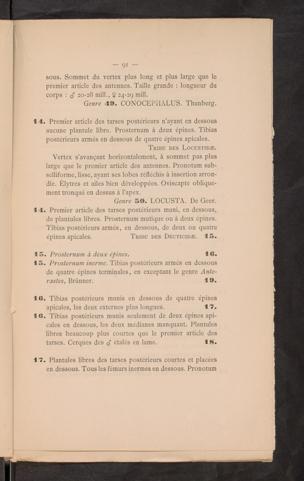 — 91 —
sous. Sommet du vertex plus long et plus large que le
premier article des antennes. Taille grande : longueur du
corps : ♂ 20-28 mill., ♀ 24-29 mill.
Genre 49. CONOCEPHALUS. Thunberg.
14. Premier article des tarses postérieurs n'ayant en dessous
aucune plantule libre. Prosternum à deux épines. Tibias
postérieurs armés en dessous de quatre épines apicales.
Tribu des Locustidæ.
Vertex s'avançant horizontalement, à sommet pas plus
large que le premier article des antennes. Pronotum sub-
selliforme, lisse, ayant ses lobes réfléchis à insertion arron-
die. Élytres et ailes bien développées. Oviscapte oblique-
ment tronqué en dessus à l'apex.
Genre 50. LOCUSTA. De Geer.
14. Premier article des tarses postérieurs muni, en dessous,
de plantules libres. Prosternum mutique ou à deux épines.
Tibias postérieurs armés, en dessous, de deux ou quatre
épines apicales. Tribu des Decticidæ. 15.
15. Prosternum à deux épines. 16.
15. Prosternum inerme. Tibias postérieurs armés en dessous
de quatre épines terminales, en exceptant le genre Ante-
rastes, Brünner. 19.
16. Tibias postérieurs munis en dessous de quatre épines
apicales, les deux externes plus longues. 17.
16. Tibias postérieurs munis seulement de deux épines api-
cales en dessous, les deux médianes manquant. Plantules
libres beaucoup plus courtes que le premier article des
tarses. Cerques des ♂ étalés en lame. 18.
17. Plantules libres des tarses postérieurs courtes et placées
en dessous. Tous les fémurs inermes en dessous. Pronotum